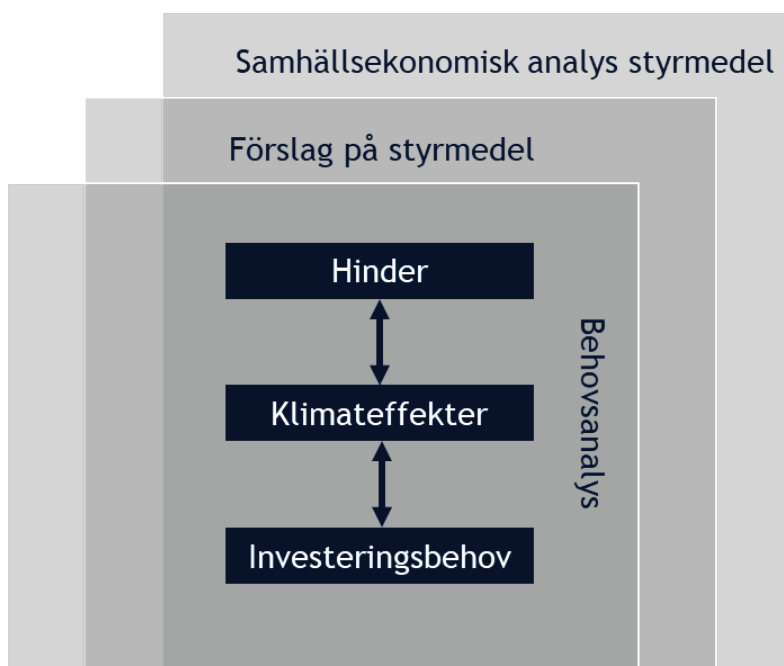 Samhällsekonomisk analys styrmedel
Förslag på styrmedel
Hinder
Klimateffekter
Investeringsbehov
Behovsanalys